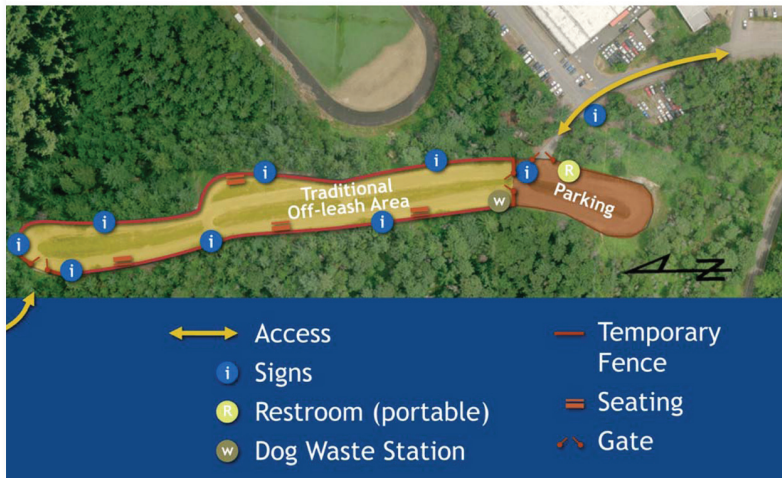 i
i
R
i
i
i
Traditional
Off-leash Area
Parking
w
i
i
i
i
N
Access
i Signs
R Restroom (portable)
w Dog Waste Station
Temporary
Fence
Seating
Gate